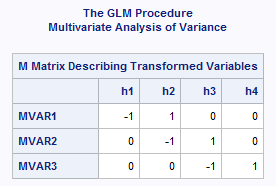 The GLM Procedure
Multivariate Analysis of Variance
M Matrix Describing Transformed Variables
h1 h2 h3 h4
MVAR1 -1 1 0 0
MVAR2 0 -1 1 0
MVAR3 0 0 -1 1